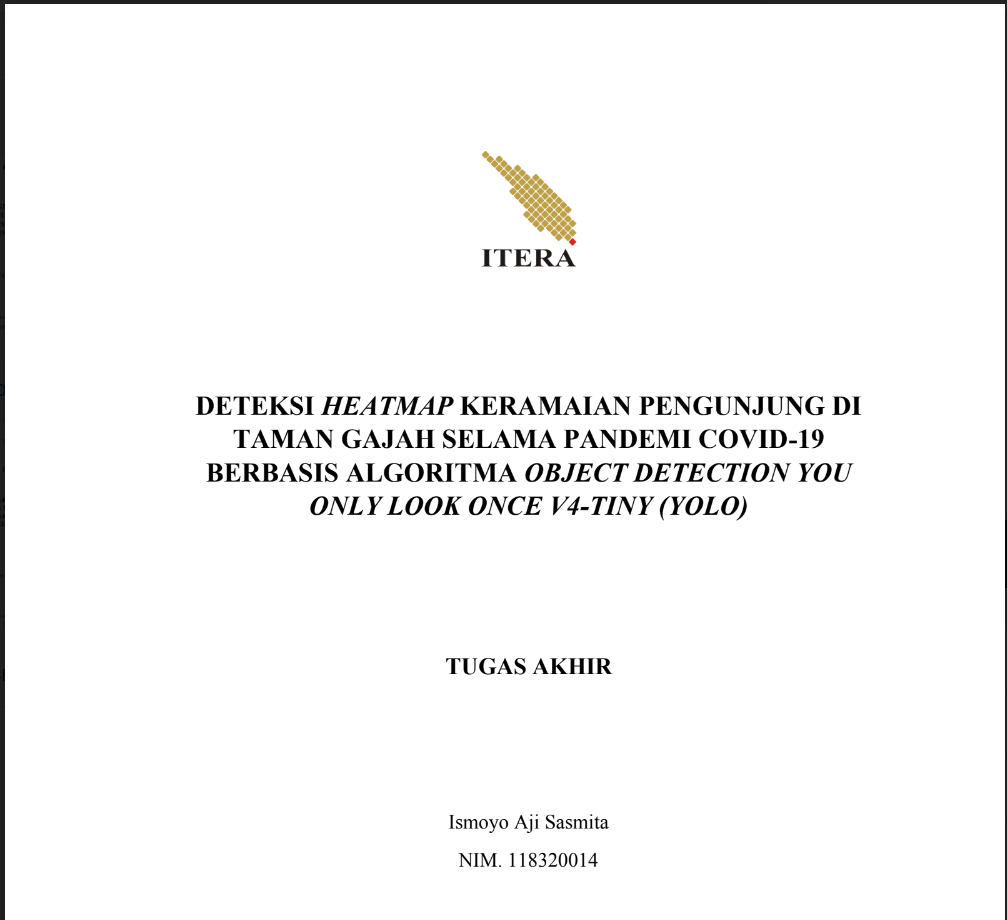 ITERA
DETEKSI HEATMAP KERAMAIAN PENGUNJUNG DI
TAMAN GAJAH SELAMA PANDEMI COVID-19
BERBASIS ALGORITMA OBJECT DETECTION YOU
ONLY LOOK ONCE V4-TINY (YOLO)
TUGAS AKHIR
Ismoyo Aji Sasmita
NIM. 118320014